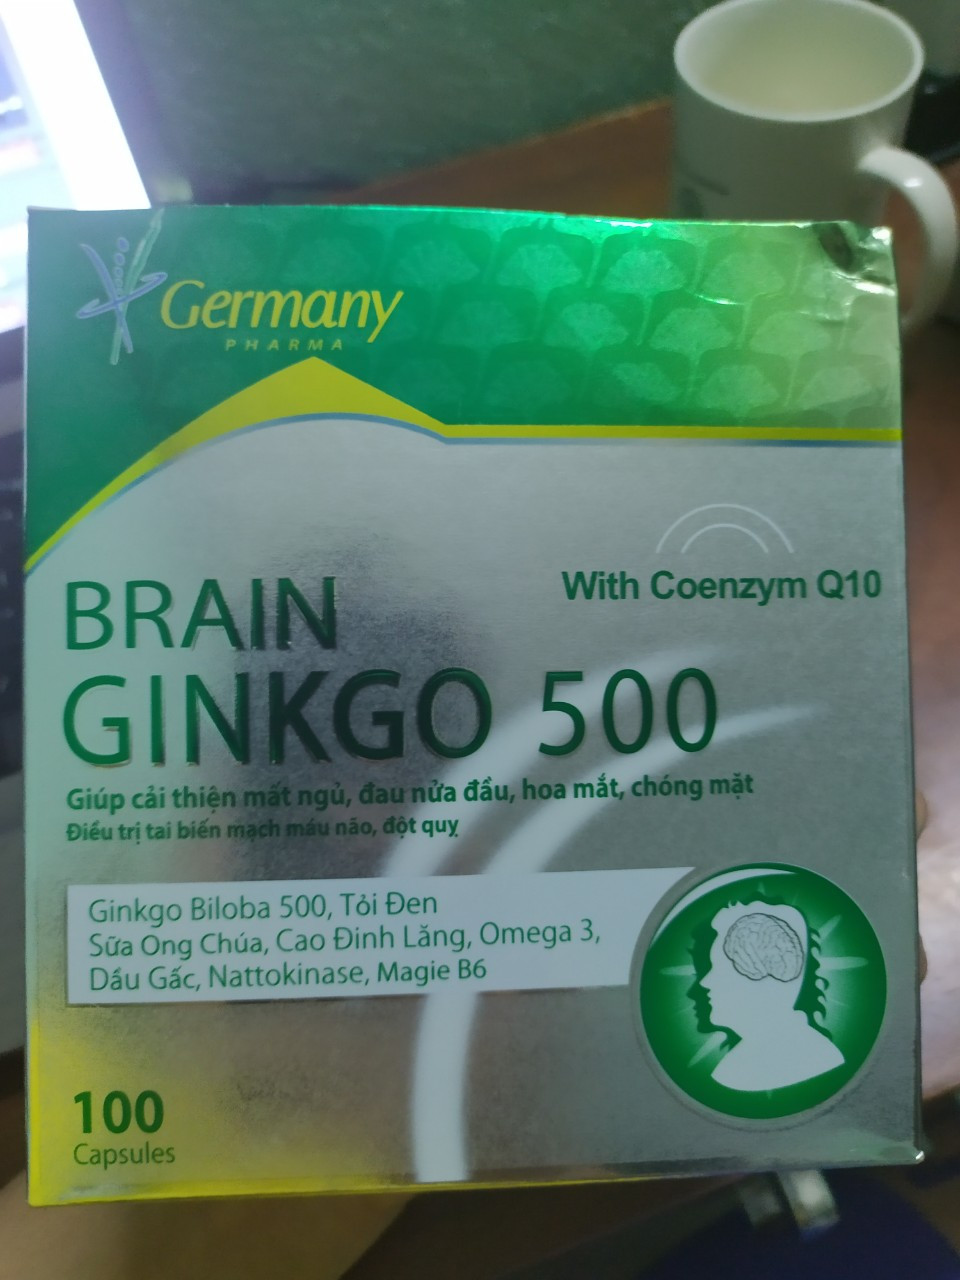 Germany
PHARMA
With Coenzym Q10
BRAIN
GINKGO 500
Giúp cải thiện mất ngủ, đau nửa đầu, hoa mắt, chóng mặt
Điều trị tai biến mạch máu não, đột quỵ
Ginkgo Biloba 500, Tỏi Đen
Sữa Ong Chúa, Cao Đinh Lăng, Omega 3,
Dầu Gấc, Nattokinase, Magie B6
100
Capsules